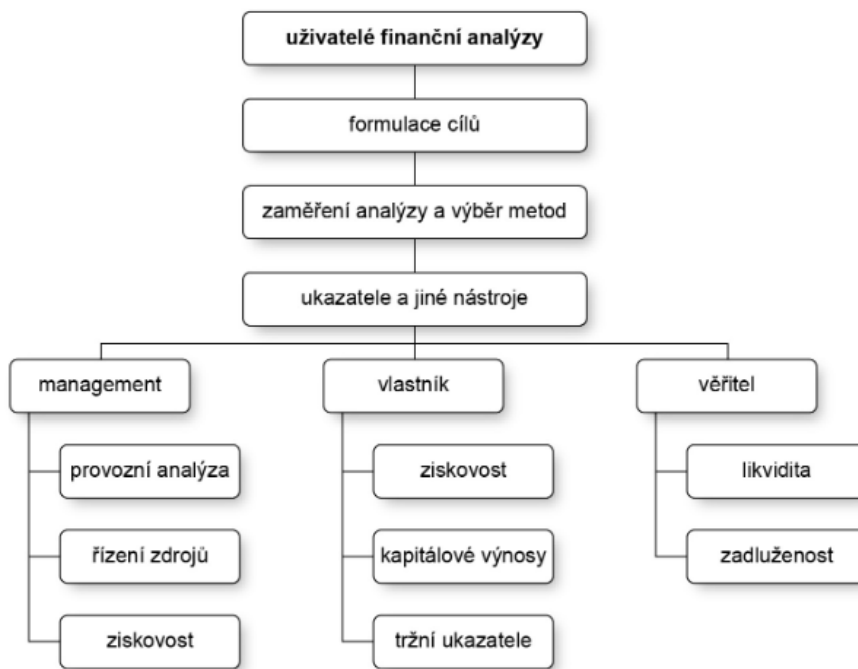 uživatelé finanční analýzy
formulace cílů
zaměření analýzy a výběr metod
ukazatele a jiné nástroje
management
vlastník
věřitel
provozní analýza
ziskovost
likvidita
řízení zdrojů
kapitálové výnosy
zadluženost
ziskovost
tržní ukazatele